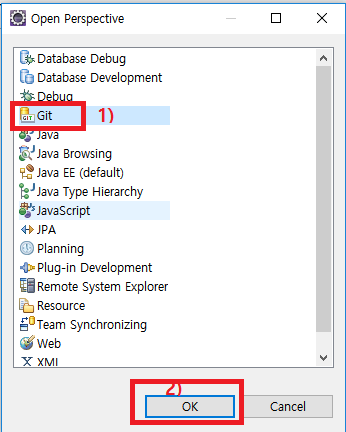 Open Perspective
Database Debug
Database Development
Debug
Git 1)
Java
Java Browsing
Java EE (default)
Java Type Hierarchy
JavaScript
JPA
Planning
Plug-in Development
Remote System Explorer
Resource
Team Synchronizing
Web
XML
2)
OK Cancel